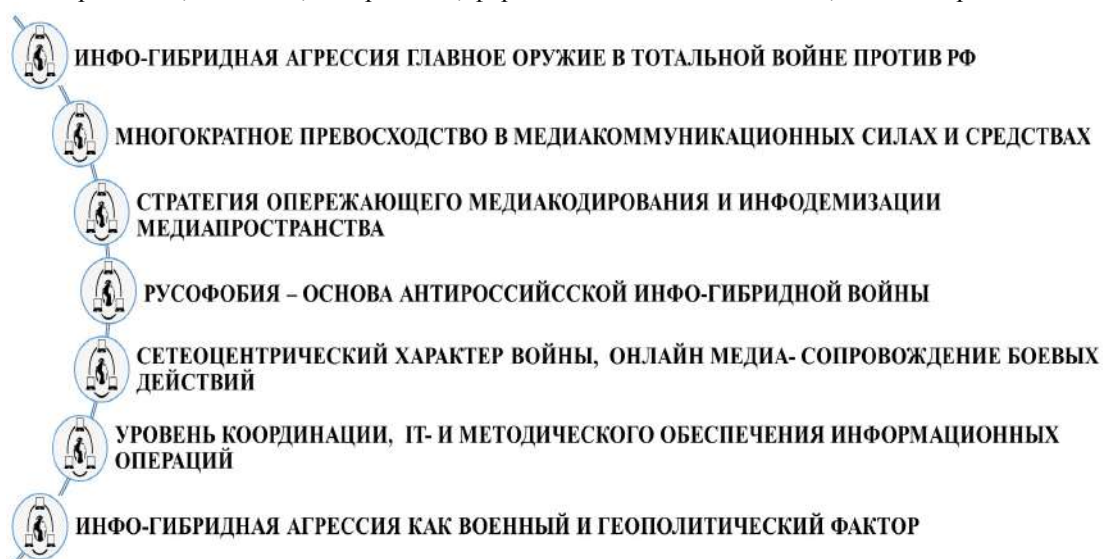 ИНФО-ГИБРИДНАЯ АГРЕССИЯ ГЛАВНОЕ ОРУЖИЕ В ТОТАЛЬНОЙ ВОЙНЕ ПРОТИВ РФ
МНОГОКРАТНОЕ ПРЕВОСХОДСТВО В МЕДИАКОММУНИКАЦИОННЫХ СИЛАХ И СРЕДСТВАХ
СТРАТЕГИЯ ОПЕРЕЖАЮЩЕГО МЕДИАКОДИРОВАНИЯ И ИНФОДЕМИЗАЦИИ
МЕДИАПРОСТРАНСТВА
РУСОФОБИЯ – ОСНОВА АНТИРОССИЙССКОЙ ИНФО-ГИБРИДНОЙ ВОЙНЫ
СЕТЕОЦЕНТРИЧЕСКИЙ ХАРАКТЕР ВОЙНЫ, ОНЛАЙН МЕДИА- СОПРОВОЖДЕНИЕ БОЕВЫХ
ДЕЙСТВИЙ
УРОВЕНЬ КООРДИНАЦИИ, IT- И МЕТОДИЧЕСКОГО ОБЕСПЕЧЕНИЯ ИНФОРМАЦИОННЫХ
ОПЕРАЦИЙ
ИНФО-ГИБРИДНАЯ АГРЕССИЯ КАК ВОЕННЫЙ И ГЕОПОЛИТИЧЕСКИЙ ФАКТОР